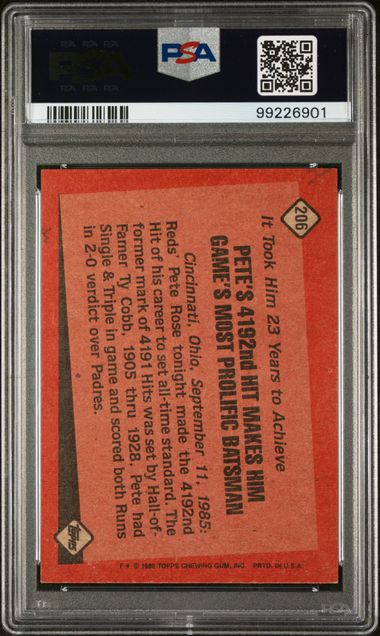 PSA
99226901
206
It Took Him 23 Years to Achieve
PETE'S 4192nd HIT MAKES HIM
GAME'S MOST PROLIFIC BATSMAN
Cincinnati, Ohio, September 11, 1985:
Reds' Pete Rose tonight made the 4192nd
Hit of his career to set all-time standard. The
former mark of 4191 Hits was set by Hall-of-
Famer Ty Cobb, 1905 thru 1928. Pete had
Single & Triple in game and scored both Runs
in 2-0 verdict over Padres.
Topps
© 1986 TOPPS CHEWING GUM, INC. PRTD. IN U.S.A.